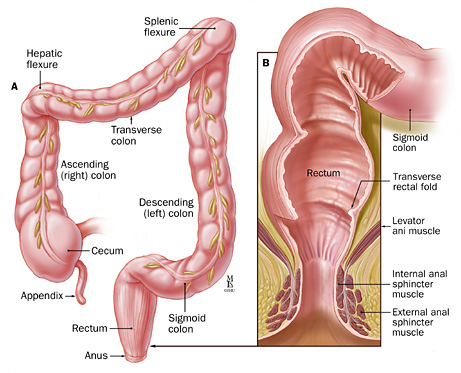 Splenic
flexure
Hepatic
flexure
A
Transverse
colon
Ascending
(right) colon
Descending
(left) colon
Cecum
Appendix
Sigmoid
colon
Rectum
Anus
B
Rectum
Sigmoid
colon
Transverse
rectal fold
Levator
ani muscle
Internal anal
sphincter
muscle
External anal
sphincter
muscle